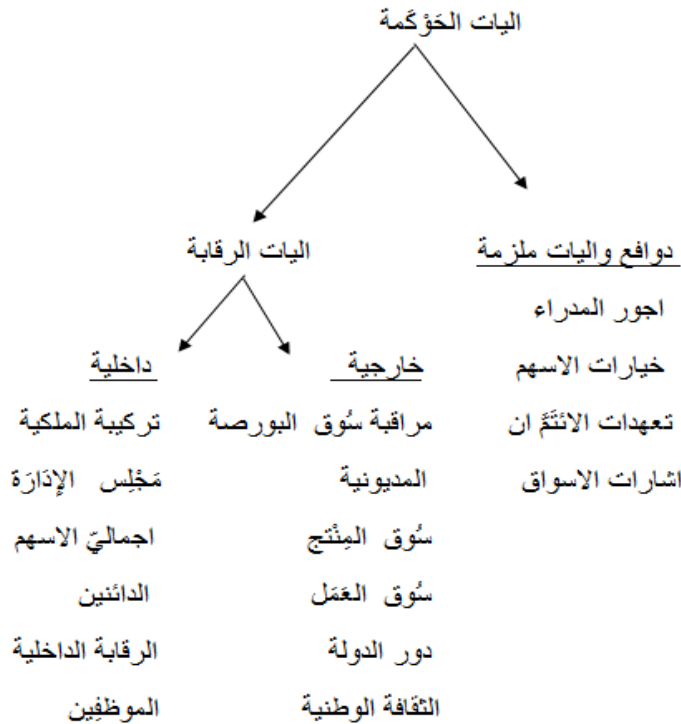 اليات الحَوْكَمة
دوافع واليات ملزمة
اجور المدراء
خيارات الاسهم
تعهدات الائتَمَّ ان
اشارات الاسواق
اليات الرقابة
خارجية
مراقبة سُوق البورصة
المديونية
سُوق المِنْتج
سُوق العَمَل
دور الدولة
الثقافة الوطنية
داخلية
تركيبة الملكية
مَجْلِس الإدَارَة
اجماليّ الاسهم
الدائنين
الرقابة الداخلية
الموظفِين